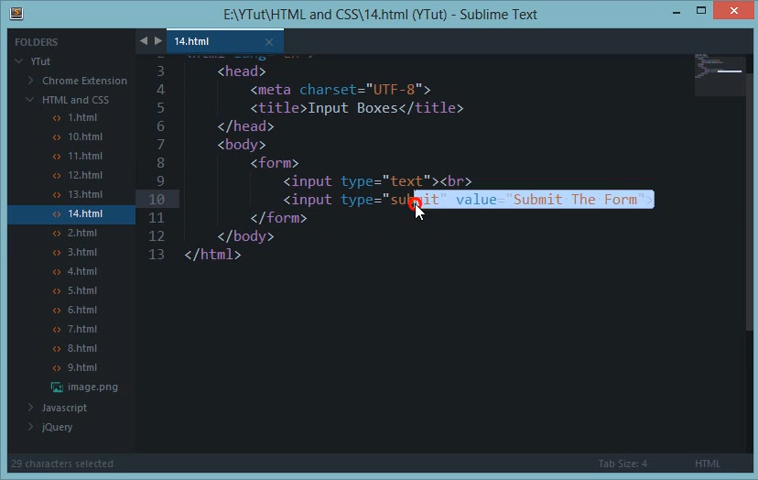 E:\YTut\HTML and CSS\14.html (YTut) - Sublime Text
FOLDERS
YTut
Chrome Extension
HTML and CSS
1.html
10.html
11.html
12.html
13.html
14.html
2.html
3.html
4.html
5.html
6.html
7.html
8.html
9.html
image.png
Javascript
jQuery
14.html
3 <head>
4 <meta charset="UTF-8">
5 <title>Input Boxes</title>
6 </head>
7 <body>
8 <form>
9 <input type="text"><br>
10 <input type="submit" value="Submit The Form">
11 </form>
12 </body>
13 </html>
29 characters selected
Tab Size: 4
HTML